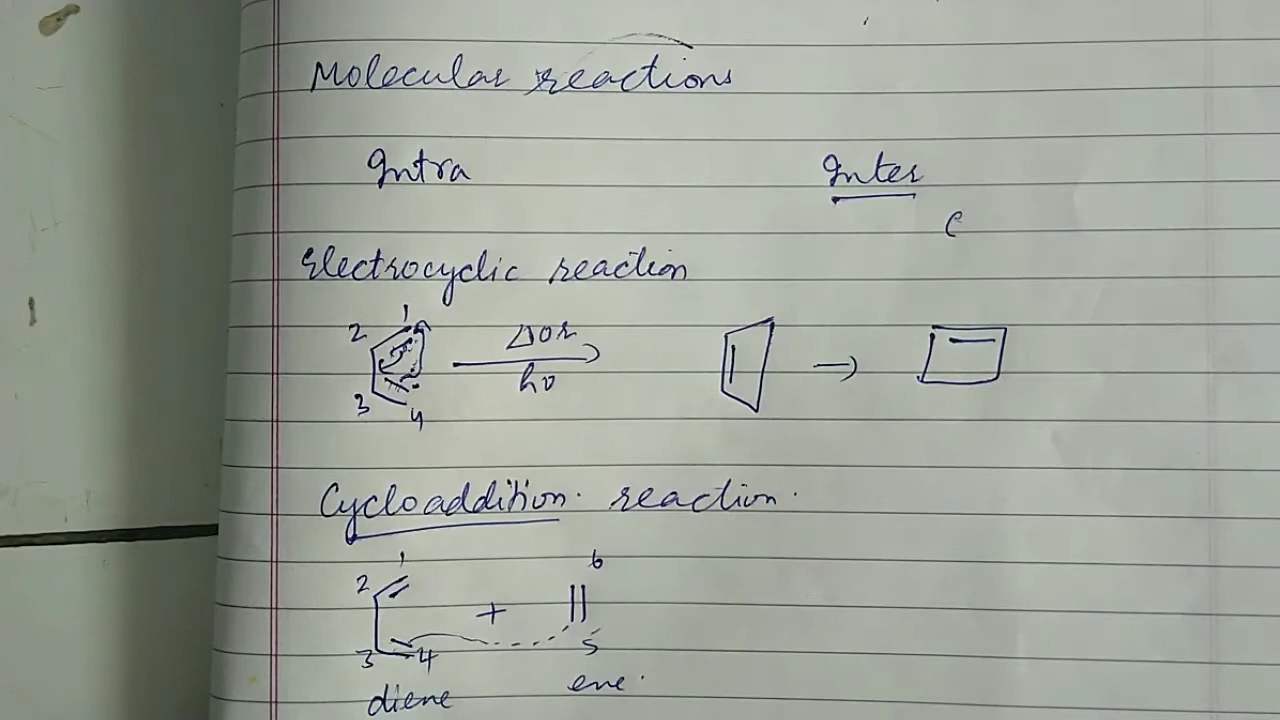 Molecular reactions
Intra Inter
C
Electrocyclic reaction
1
2
Δ or
hν
3
4
Cycloaddition reaction
1
6
2
+
5
3 4
diene ene